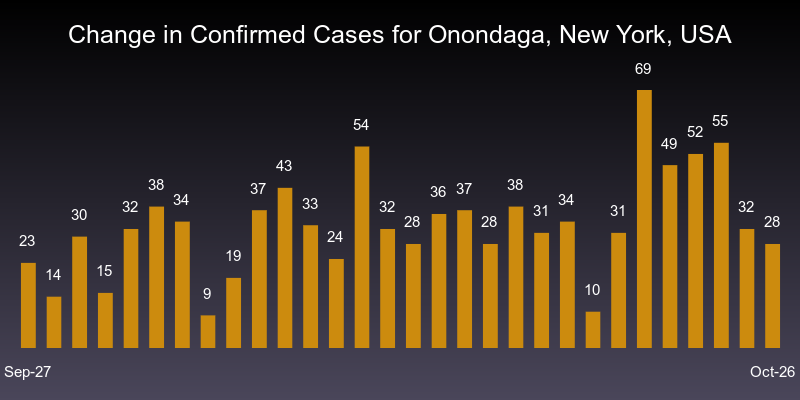 Change in Confirmed Cases for Onondaga, New York, USA
23 14 30 15 32 38 34 9 19 37 43 33 24 54 32 28 36 37 28 38 31 34 10 31 69 49 52 55 32 28
Sep-27 Oct-26